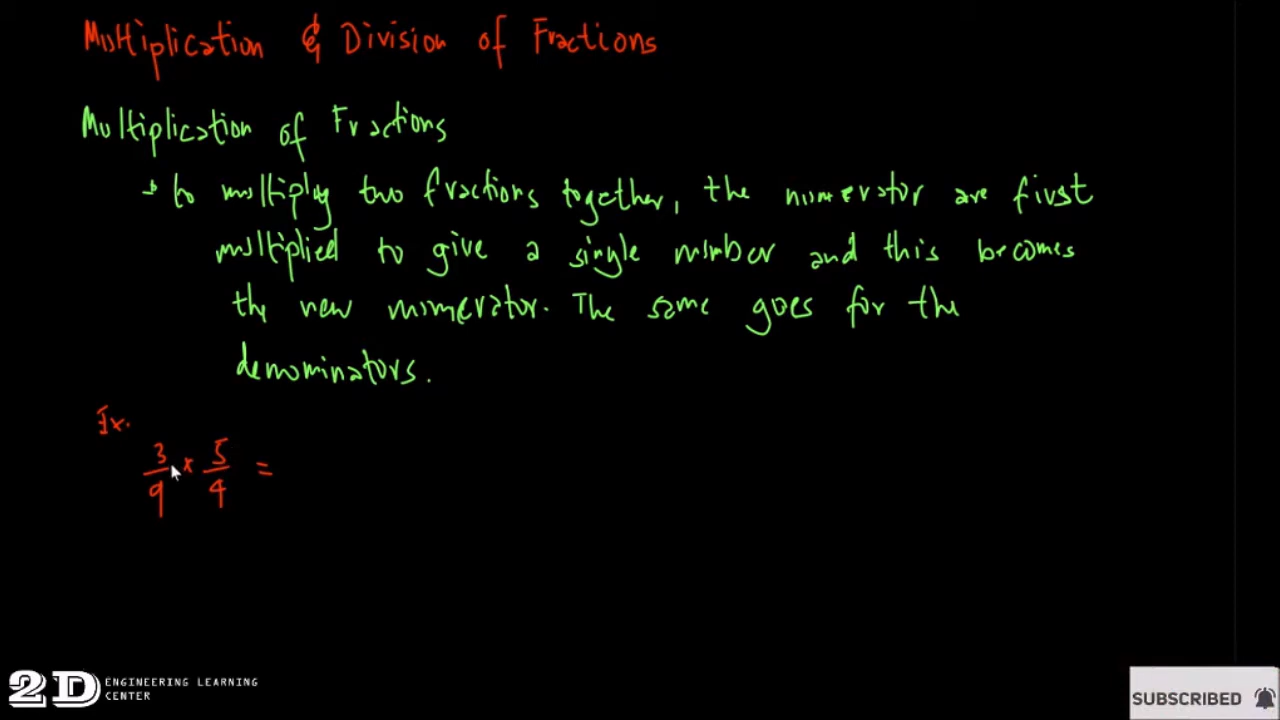 Multiplication & Division of Fractions
Multiplication of Fractions
→ to multiply two fractions together, the numerator are first
multiplied to give a single number and this becomes
the new numerator. The same goes for the
denominators.
Ex.
3/9 × 5/4 =
2D ENGINEERING LEARNING
CENTER
SUBSCRIBED